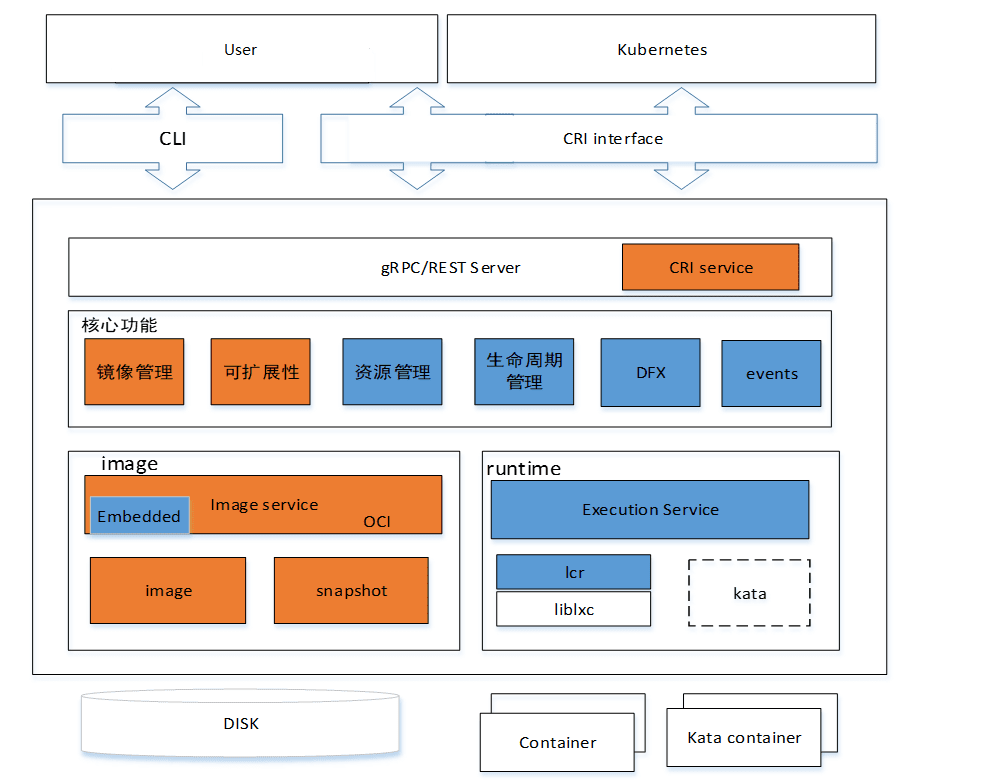 User
Kubernetes
CLI
CRI interface
gRPC/REST Server
CRI service
核心功能
镜像管理
可扩展性
资源管理
生命周期
管理
DFX
events
image
Image service
Embedded
OCI
image
snapshot
runtime
Execution Service
lcr
liblxc
kata
DISK
Container
Kata container